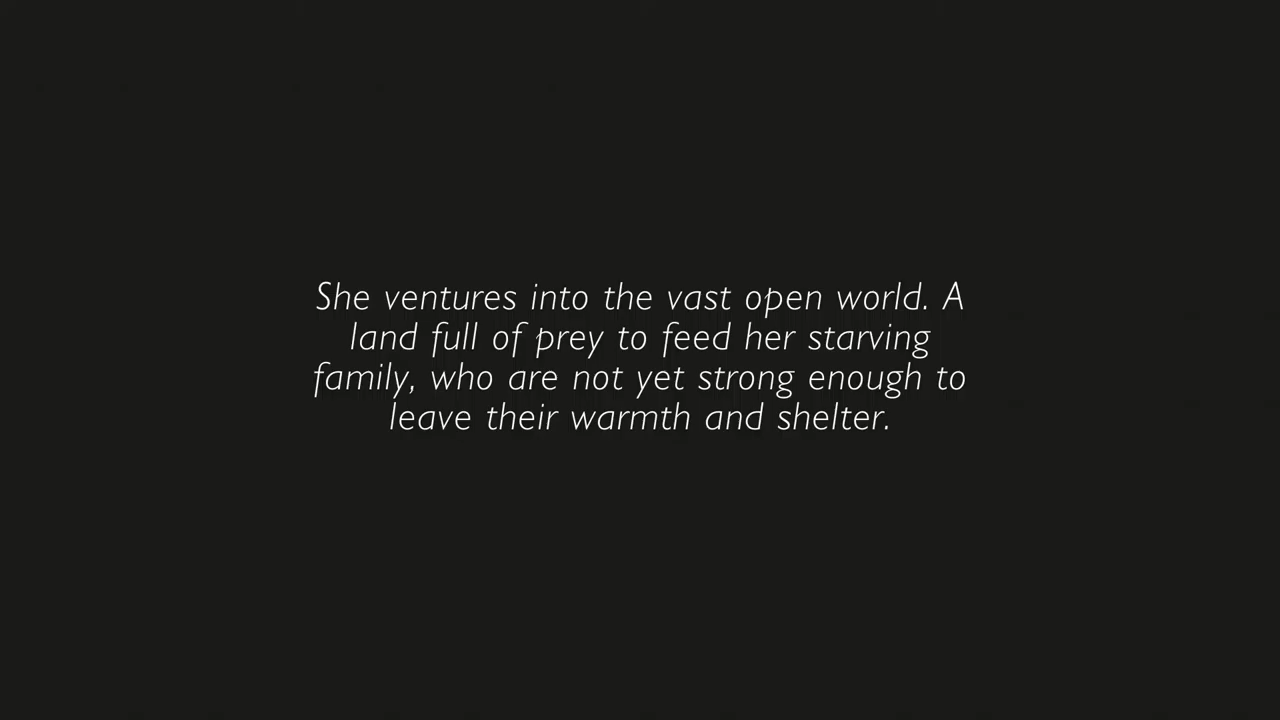 She ventures into the vast open world. A
land full of prey to feed her starving
family, who are not yet strong enough to
leave their warmth and shelter.